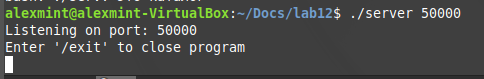 alexmint@alexmint-VirtualBox:~/Docs/lab12$ ./server 50000
Listening on port: 50000
Enter '/exit' to close program